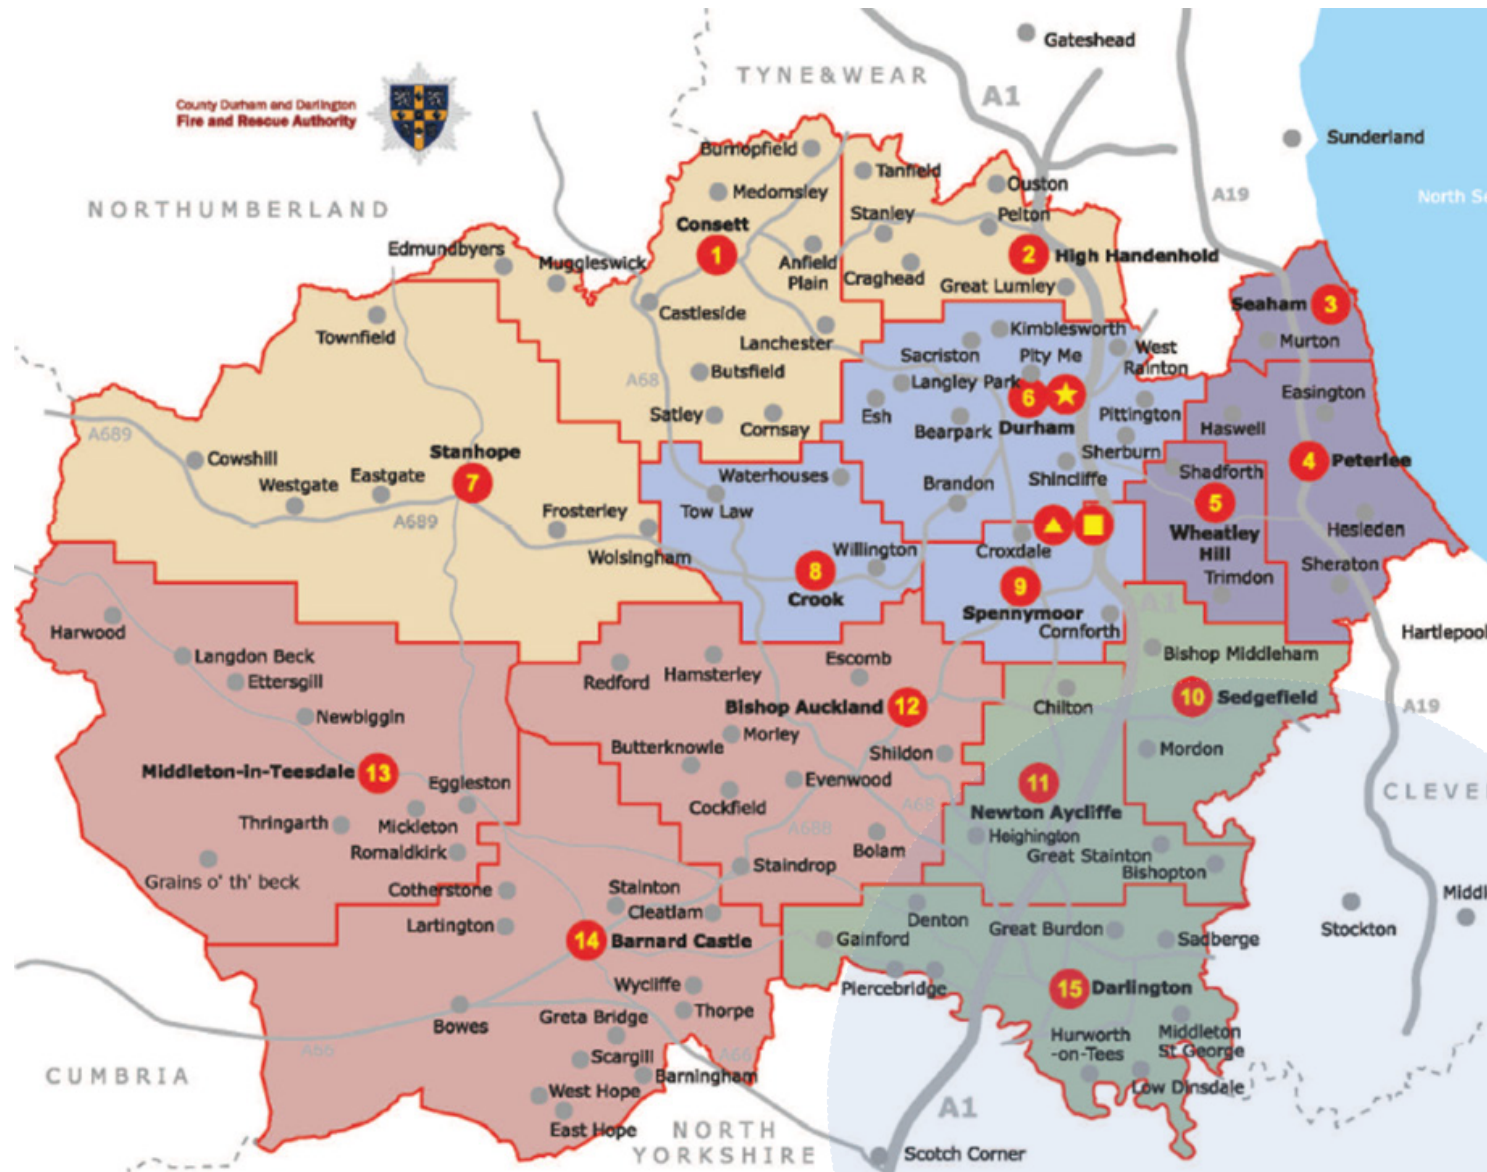 Gateshead
TYNE&WEAR
A1
County Durham and Darlington
Fire and Rescue Authority
Sunderland
Burnopfield
Tanfield
Medomsley
Ouston
A19
North Se
NORTHUMBERLAND
Stanley
Pelton
Consett
1
Edmundbyers
Muggleswick
Anfield
Plain
Craghead
2
High Handenhold
Great Lumley
Castleside
Seaham
3
Townfield
Lanchester
Kimblesworth
Murton
Sacriston
Pity Me
West
Rainton
A68
Butsfield
Langley Park
6
Easington
Satley
Cornsay
Esh
Bearpark
Durham
Pittington
Haswell
A689
Stanhope
Cowshill
Sherburn
4
Peterlee
Westgate
Eastgate
7
Waterhouses
Brandon
Shincliffe
Shadforth
A689
Frosterley
Tow Law
5
Wheatley
Hill
Hesleden
Wolsingham
Willington
Croxdale
8
Crook
9
Spennymoor
Trimdon
Sheraton
A1
Harwood
Cornforth
Hartlepool
Langdon Beck
Ettersgill
Redford
Hamsterley
Escomb
Bishop Middleham
Newbiggin
Bishop Auckland
12
Chilton
10
Sedgefield
A19
Butterknowle
Morley
Shildon
Mordon
Middleton-in-Teesdale
13
Eggleston
Evenwood
11
Newton Aycliffe
CLEVE
Cockfield
A68
A688
Thringarth
Mickleton
Romaldkirk
Bolam
Heighington
Great Stainton
Bishopton
Grains o' th' beck
Cotherstone
Stainton
Staindrop
Lartington
Cleatlam
Denton
Great Burdon
Stockton
Middl
14
Barnard Castle
Gainford
Sadberge
Wycliffe
Piercebridge
15
Darlington
Bowes
Greta Bridge
Thorpe
Hurworth
-on-Tees
Middleton
St George
A66
Scargill
A66
CUMBRIA
Barningham
West Hope
Low Dinsdale
East Hope
A1
NORTH
YORKSHIRE
Scotch Corner